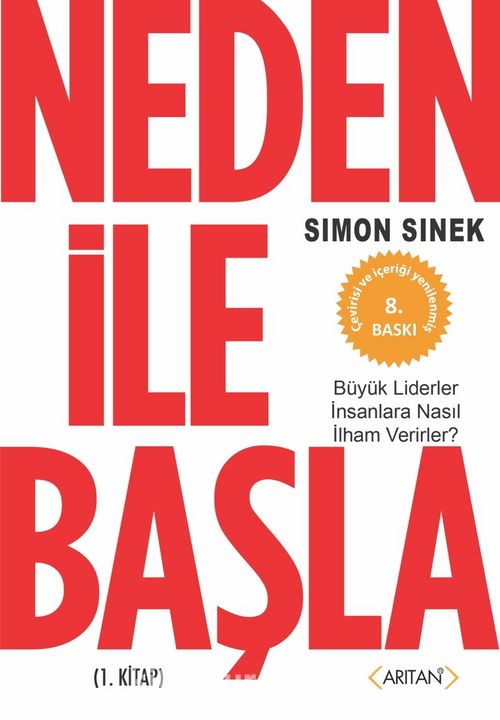 NEDEN
İLE
BAŞLA
SIMON SINEK
Çevirisi ve içeriği yenilenmiş
8.
BASKI
Büyük Liderler
İnsanlara Nasıl
İlham Verirler?
(1. KİTAP)
ARITAN